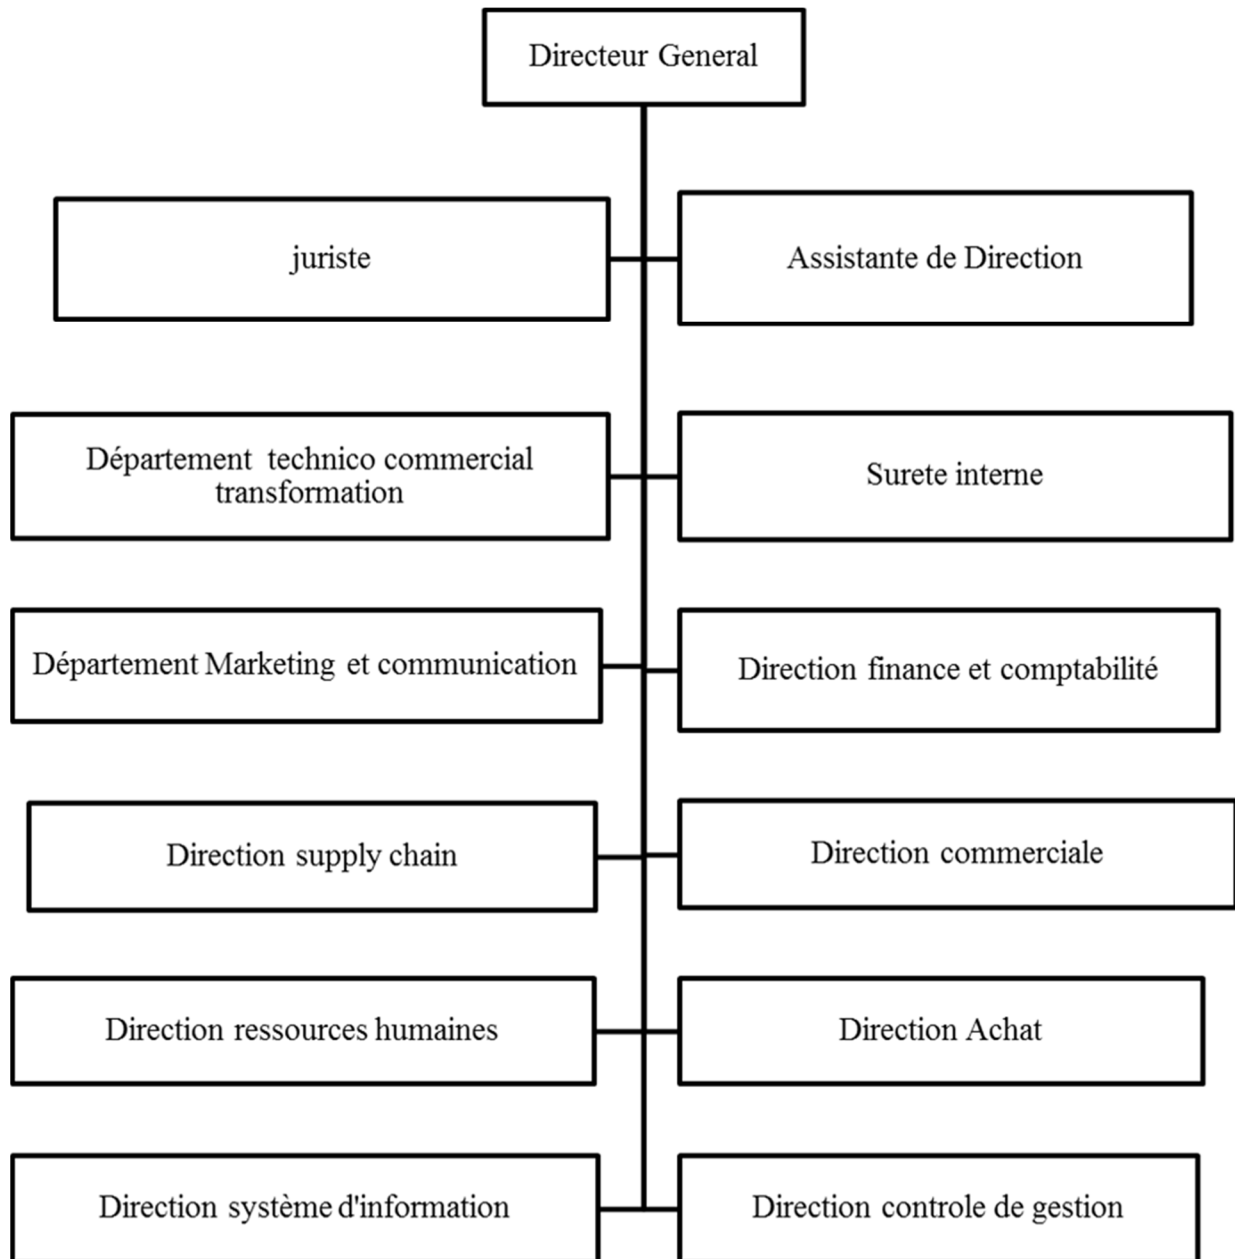 Directeur General
juriste
Assistante de Direction
Département technico commercial
transformation
Surete interne
Département Marketing et communication
Direction finance et comptabilité
Direction supply chain
Direction commerciale
Direction ressources humaines
Direction Achat
Direction système d'information
Direction controle de gestion